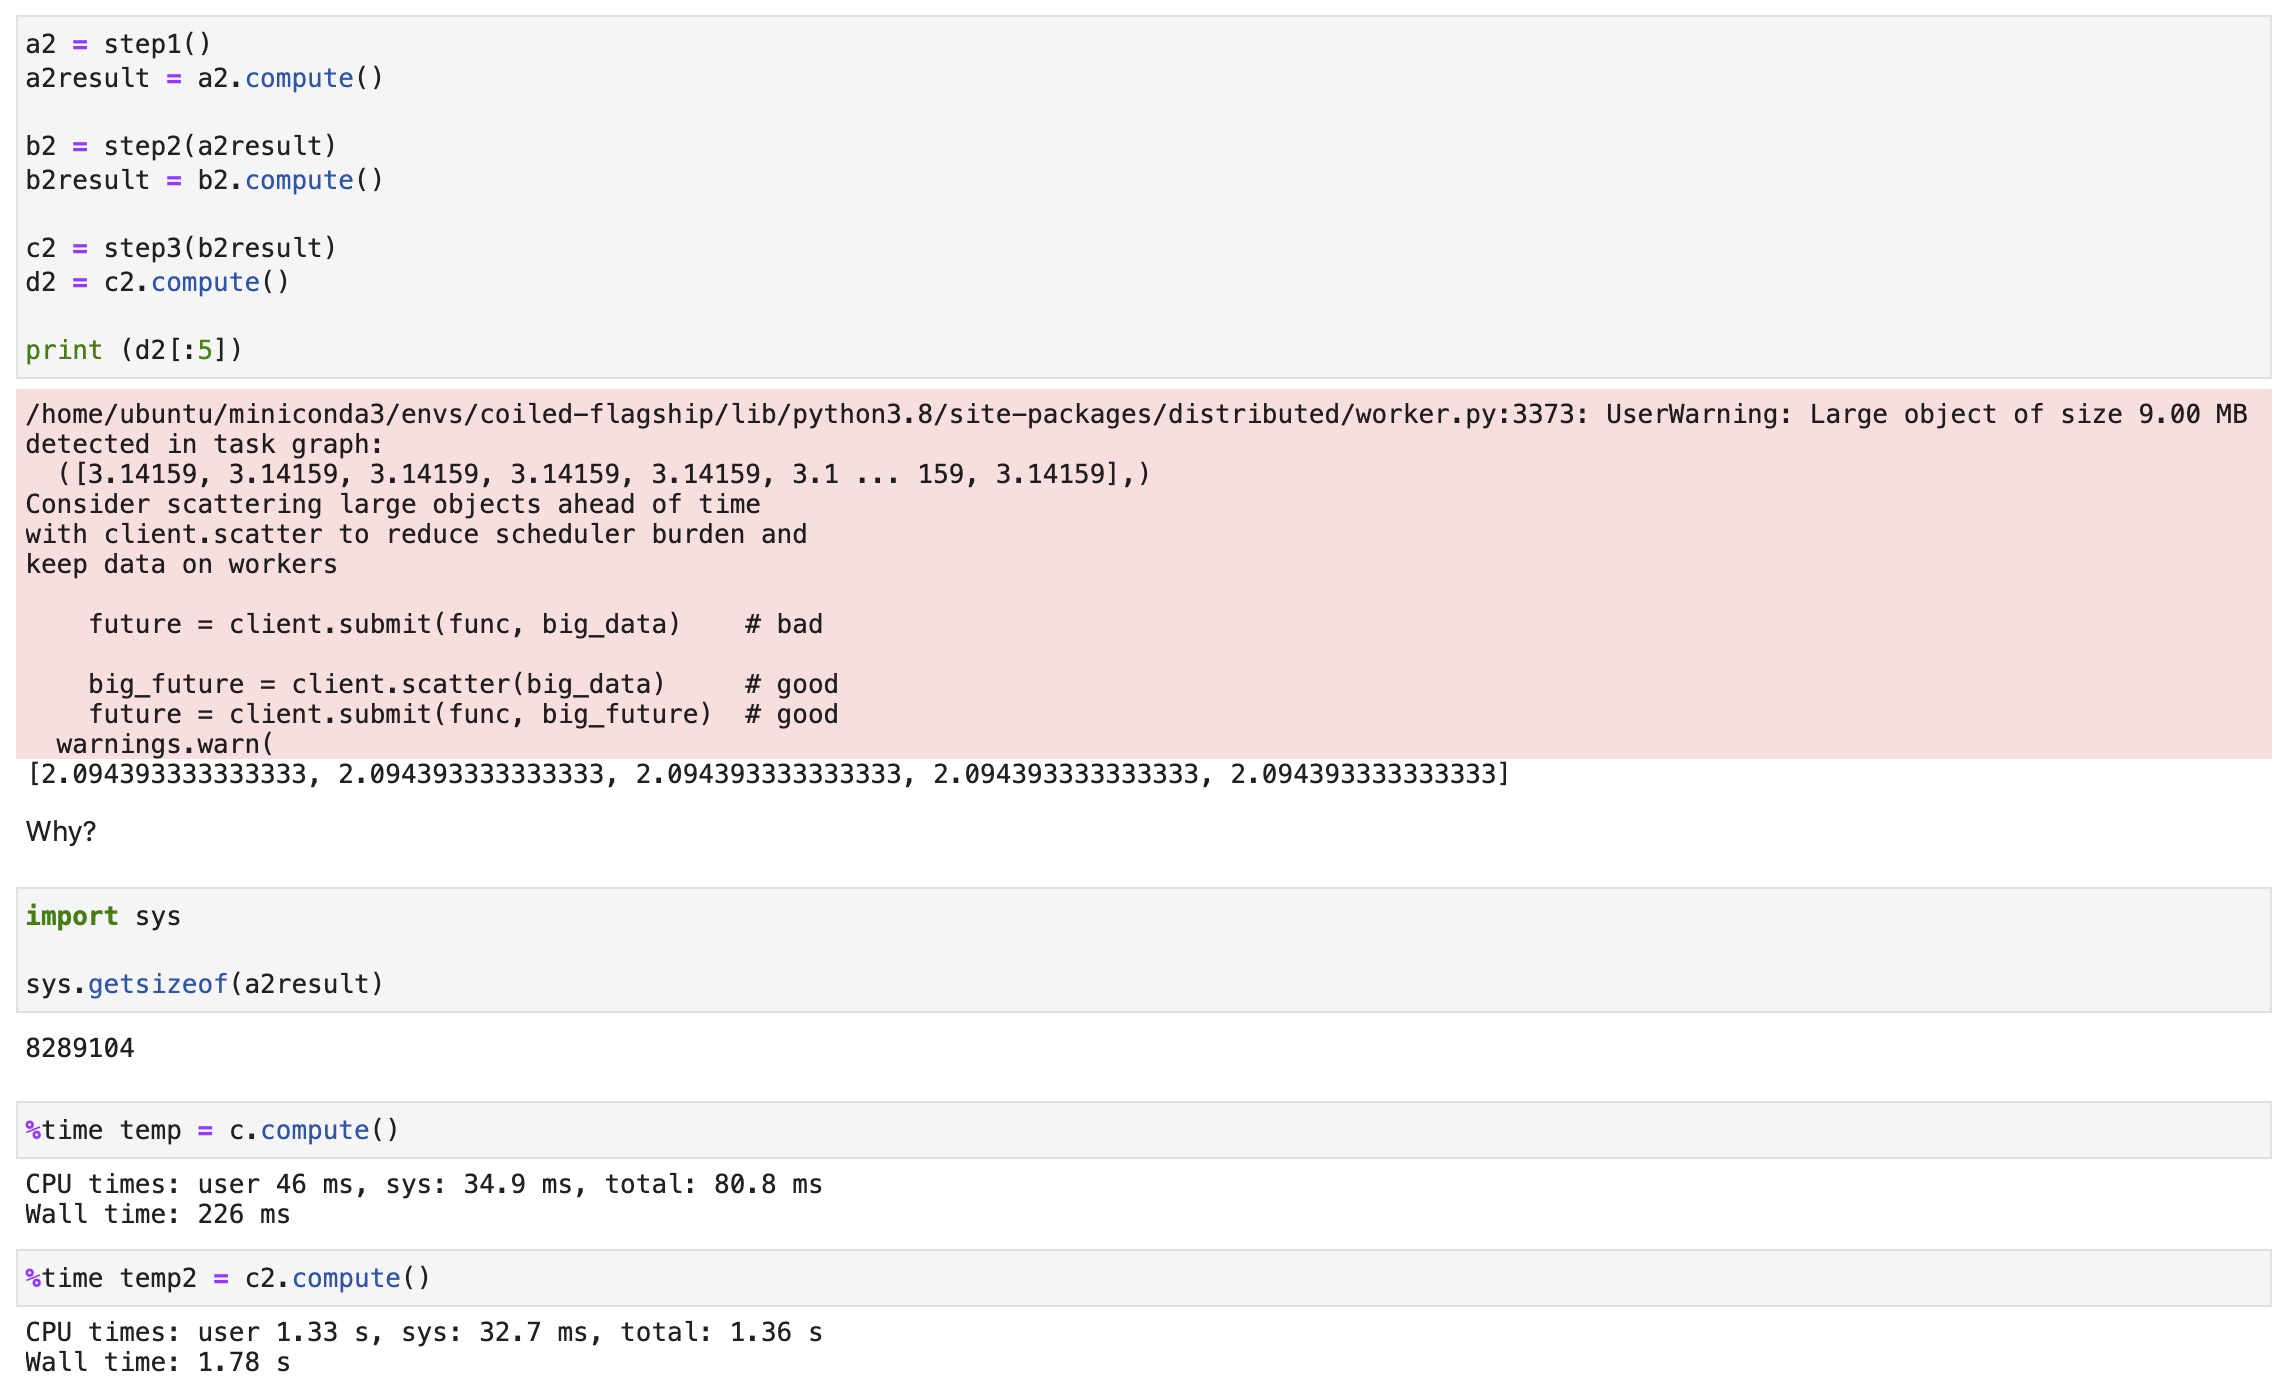 a2 = step1()
a2result = a2.compute()
b2 = step2(a2result)
b2result = b2.compute()
c2 = step3(b2result)
d2 = c2.compute()
print (d2[:5])
/home/ubuntu/miniconda3/envs/coiled-flagship/lib/python3.8/site-packages/distributed/worker.py:3373: UserWarning: Large object of size 9.00 MB
detected in task graph:
  ([3.14159, 3.14159, 3.14159, 3.14159, 3.14159, 3.1 ... 159, 3.14159],)
Consider scattering large objects ahead of time
with client.scatter to reduce scheduler burden and
keep data on workers
    future = client.submit(func, big_data)    # bad
    big_future = client.scatter(big_data)     # good
    future = client.submit(func, big_future)  # good
  warnings.warn(
[2.094393333333333, 2.094393333333333, 2.094393333333333, 2.094393333333333, 2.094393333333333]
Why?
import sys
sys.getsizeof(a2result)
8289104
%time temp = c.compute()
CPU times: user 46 ms, sys: 34.9 ms, total: 80.8 ms
Wall time: 226 ms
%time temp2 = c2.compute()
CPU times: user 1.33 s, sys: 32.7 ms, total: 1.36 s
Wall time: 1.78 s